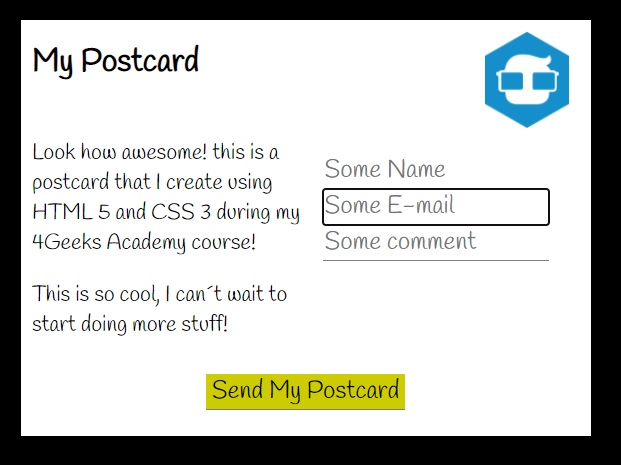 My Postcard
Look how awesome! this is a
postcard that I create using
HTML 5 and CSS 3 during my
4Geeks Academy course!
This is so cool, I can´t wait to
start doing more stuff!
Some Name
Some E-mail
Some comment
Send My Postcard